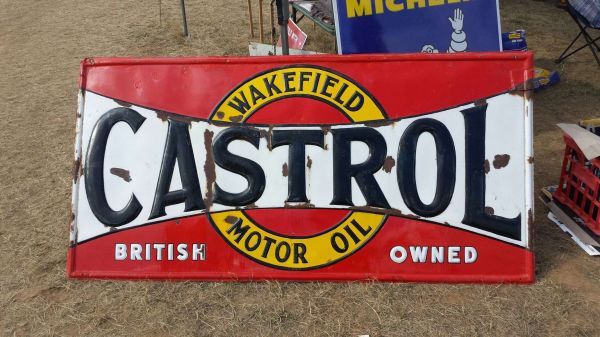 MICHELIN
WAKEFIELD
CASTROL
MOTOR OIL
BRITISH OWNED